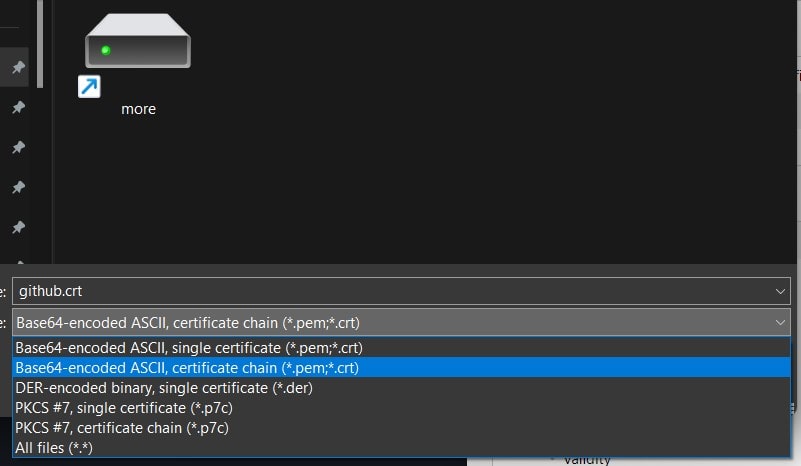 more
e:
github.crt
e:
Base64-encoded ASCII, certificate chain (*.pem;*.crt)
Base64-encoded ASCII, single certificate (*.pem;*.crt)
Base64-encoded ASCII, certificate chain (*.pem;*.crt)
DER-encoded binary, single certificate (*.der)
PKCS #7, single certificate (*.p7c)
PKCS #7, certificate chain (*.p7c)
All files (*.*)
Validity